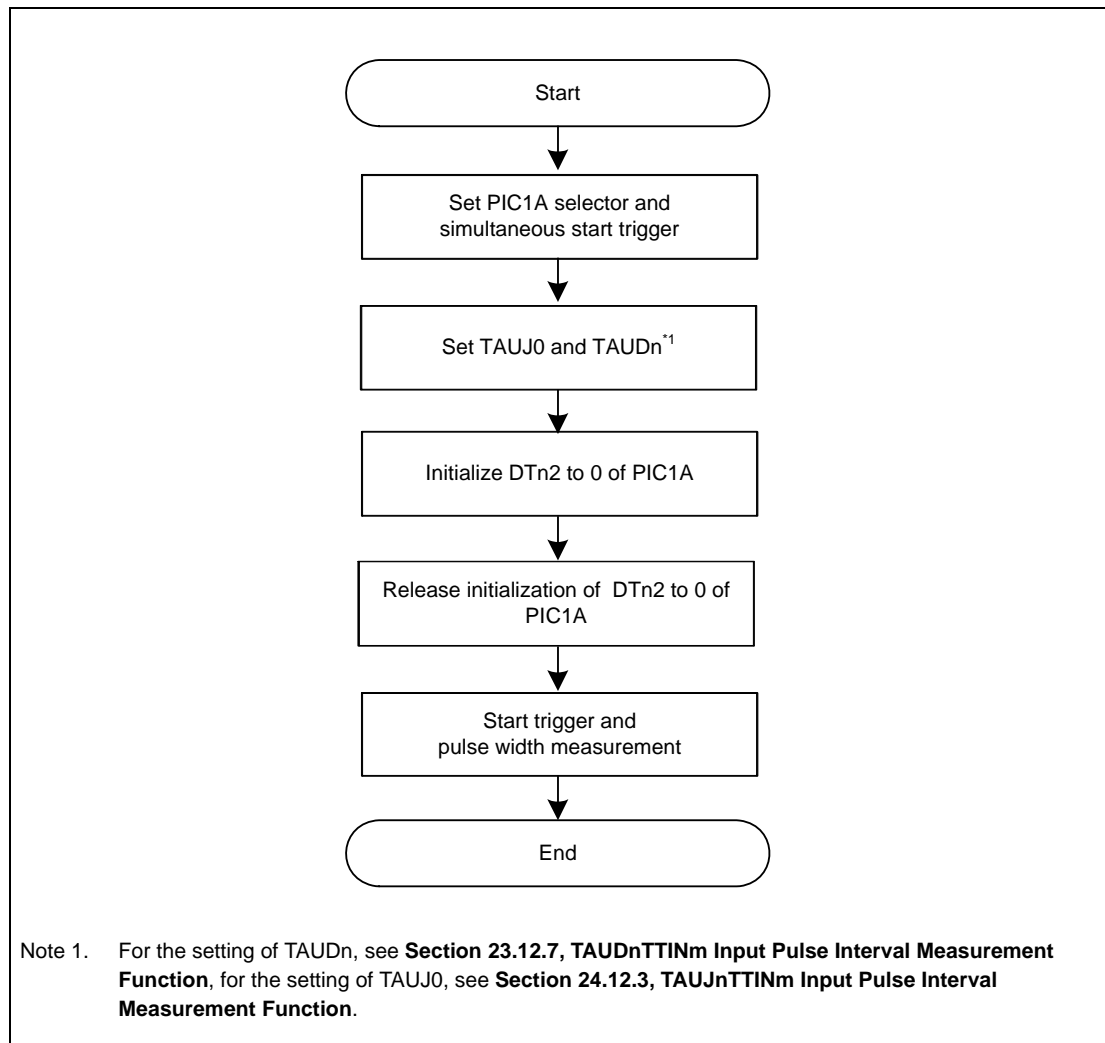 Start
Set PIC1A selector and
simultaneous start trigger
Set TAUJ0 and TAUDn*1
Initialize DTn2 to 0 of PIC1A
Release initialization of DTn2 to 0 of
PIC1A
Start trigger and
pulse width measurement
End
Note 1. For the setting of TAUDn, see Section 23.12.7, TAUDnTTINm Input Pulse Interval Measurement
Function, for the setting of TAUJ0, see Section 24.12.3, TAUJnTTINm Input Pulse Interval
Measurement Function.